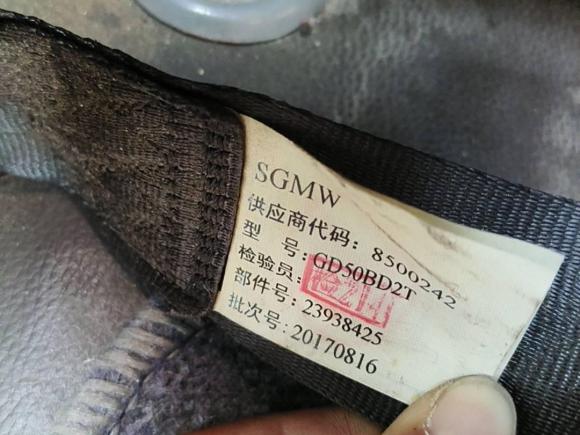 SGMW
供应商代码：8500242
型 号：GD50BD2T
检验员：
部件号：23938425
批次号：20170816